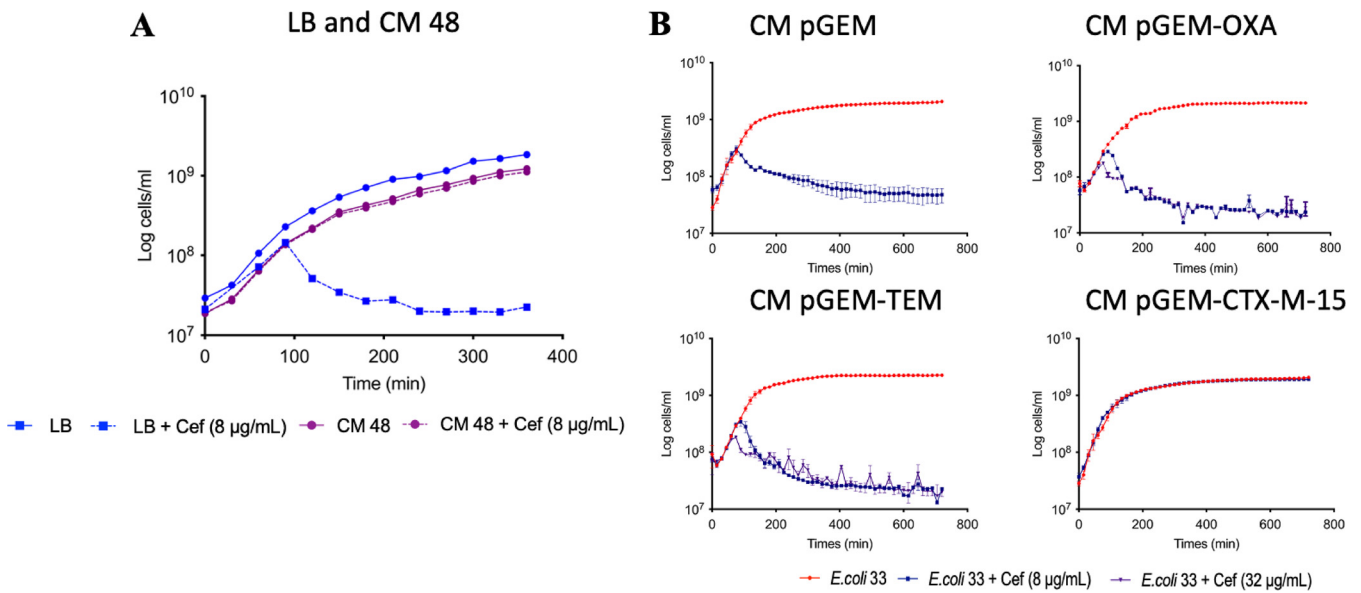 A
LB and CM 48
Log cells/ml
10^10
10^9
10^8
10^7
0 100 200 300 400
Time (min)
LB LB + Cef (8 µg/mL) CM 48 CM 48 + Cef (8 µg/mL)
B
CM pGEM
Log cells/ml
10^10
10^9
10^8
10^7
0 200 400 600 800
Times (min)
CM pGEM-OXA
Log cells/ml
10^10
10^9
10^8
10^7
0 200 400 600 800
Times (min)
CM pGEM-TEM
Log cells/ml
10^10
10^9
10^8
10^7
0 200 400 600 800
Times (min)
CM pGEM-CTX-M-15
Log cells/ml
10^10
10^9
10^8
10^7
0 200 400 600 800
Times (min)
E.coli 33 E.coli 33 + Cef (8 µg/mL) E.coli 33 + Cef (32 µg/mL)